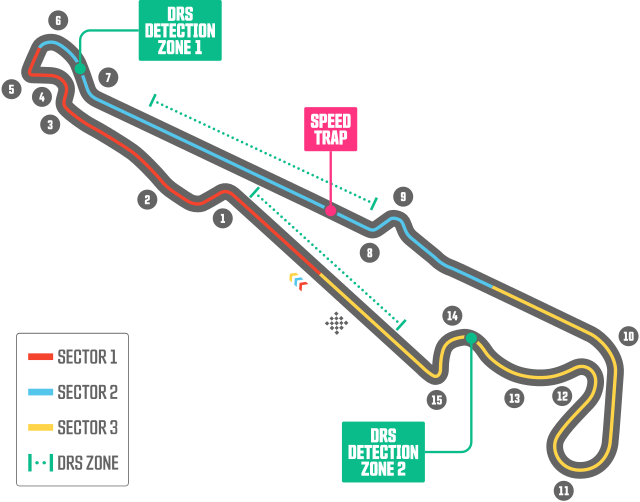 DRS
DETECTION
ZONE 1
6
7
5
4
3
SPEED
TRAP
2
1
9
8
14
10
15
13
12
11
SECTOR 1
SECTOR 2
SECTOR 3
DRS ZONE
DRS
DETECTION
ZONE 2